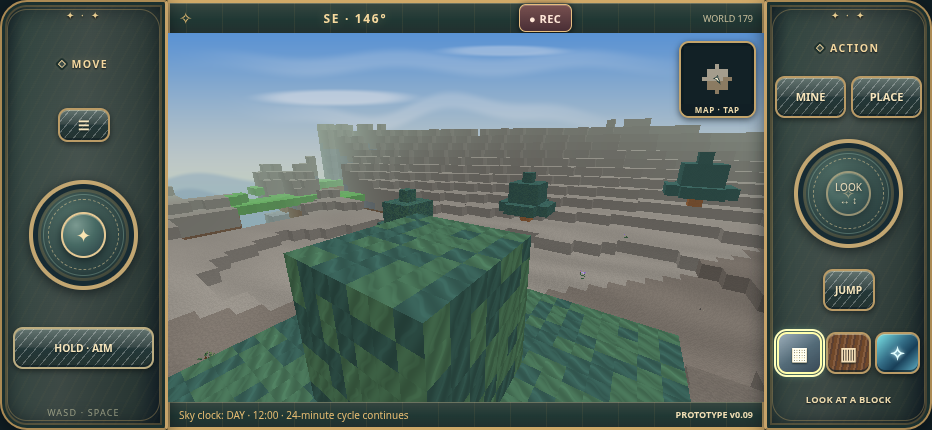 MOVE
HOLD · AIM
WASD · SPACE
SE · 146°
● REC
WORLD 179
MAP · TAP
Sky clock: DAY · 12:00 · 24-minute cycle continues
PROTOTYPE v0.09
ACTION
MINE
PLACE
LOOK
JUMP
LOOK AT A BLOCK